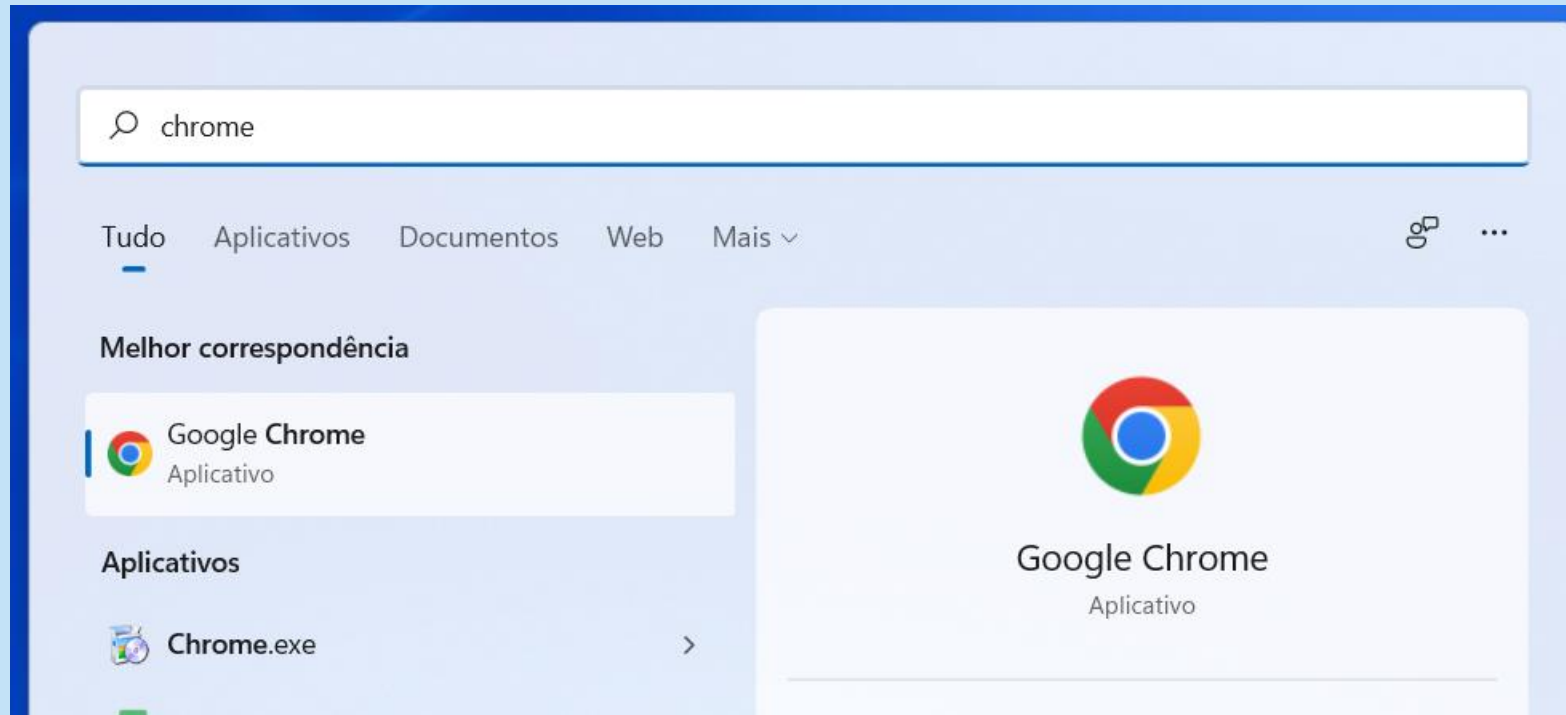 chrome
Tudo Aplicativos Documentos Web Mais
Melhor correspondência
Google Chrome
Aplicativo
Aplicativos
Chrome.exe
Google Chrome
Aplicativo